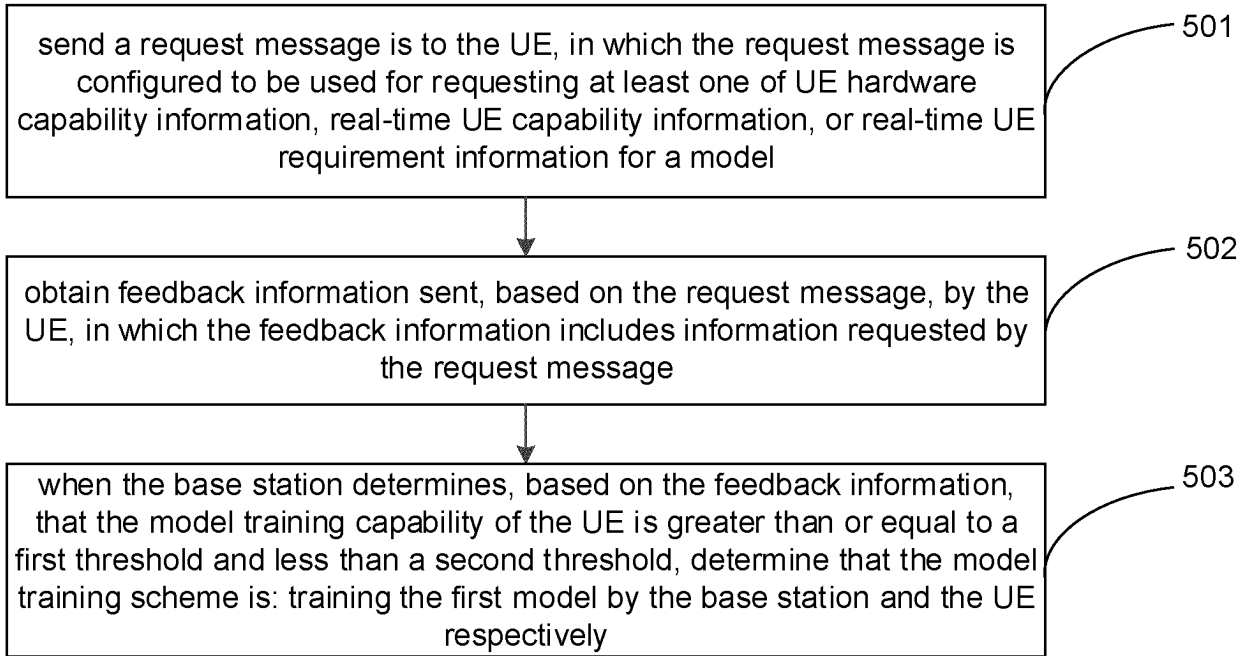 send a request message is to the UE, in which the request message is
configured to be used for requesting at least one of UE hardware
capability information, real-time UE capability information, or real-time UE
requirement information for a model
501
obtain feedback information sent, based on the request message, by the
UE, in which the feedback information includes information requested by
the request message
502
when the base station determines, based on the feedback information,
that the model training capability of the UE is greater than or equal to a
first threshold and less than a second threshold, determine that the model
training scheme is: training the first model by the base station and the UE
respectively
503